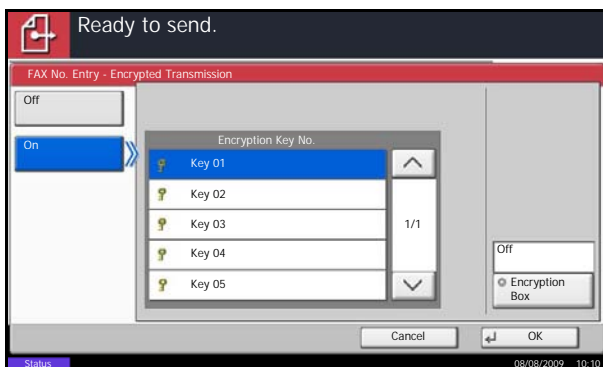 Ready to send.
FAX No. Entry - Encrypted Transmission
Off
On
Encryption Key No.
Key 01
Key 02
Key 03
1/1
Key 04
Key 05
Off
Encryption
Box
Cancel
OK
Status
08/08/2009 10:10